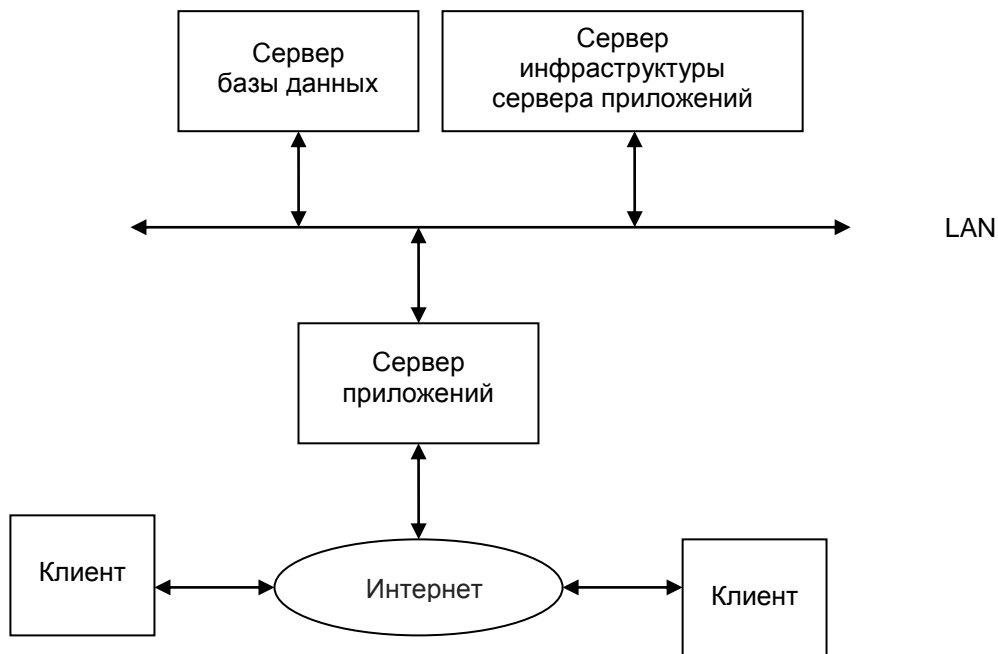 Сервер
базы данных
Сервер
инфраструктуры
сервера приложений
LAN
Сервер
приложений
Клиент
Интернет
Клиент